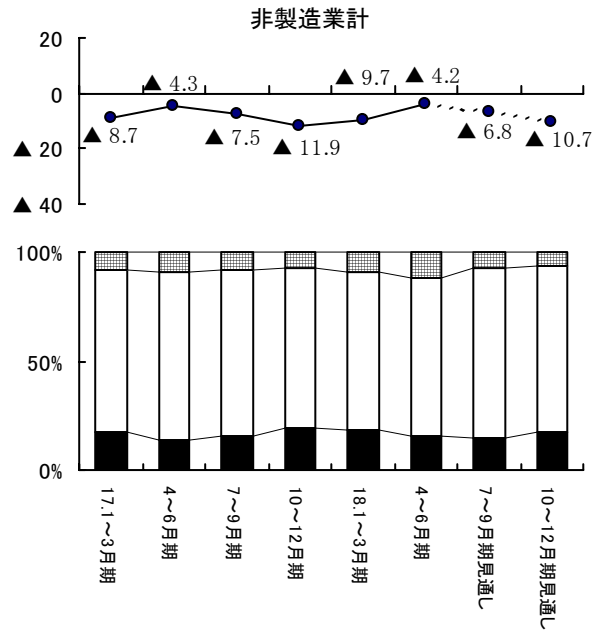 非製造業計
20
0
▲ 20
▲ 40
▲ 8.7
▲ 4.3
▲ 7.5
▲ 11.9
▲ 9.7
▲ 4.2
▲ 6.8
▲ 10.7
100%
50%
0%
17.1～3月期
4～6月期
7～9月期
10～12月期
18.1～3月期
4～6月期
7～9月期見通し
10～12月期見通し